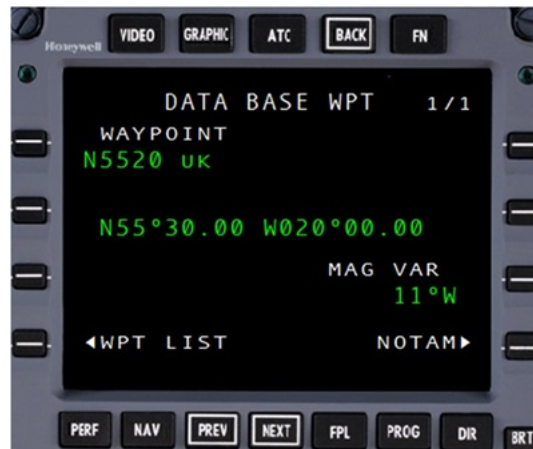 VIDEO GRAPHIC ATC BACK FN
Honeywell
DATA BASE WPT 1/1
WAYPOINT
N5520 UK
N55°30.00 W020°00.00
MAG VAR
11°W
◀WPT LIST NOTAM▶
PERF NAV PREV NEXT FPL PROG DIR BRT